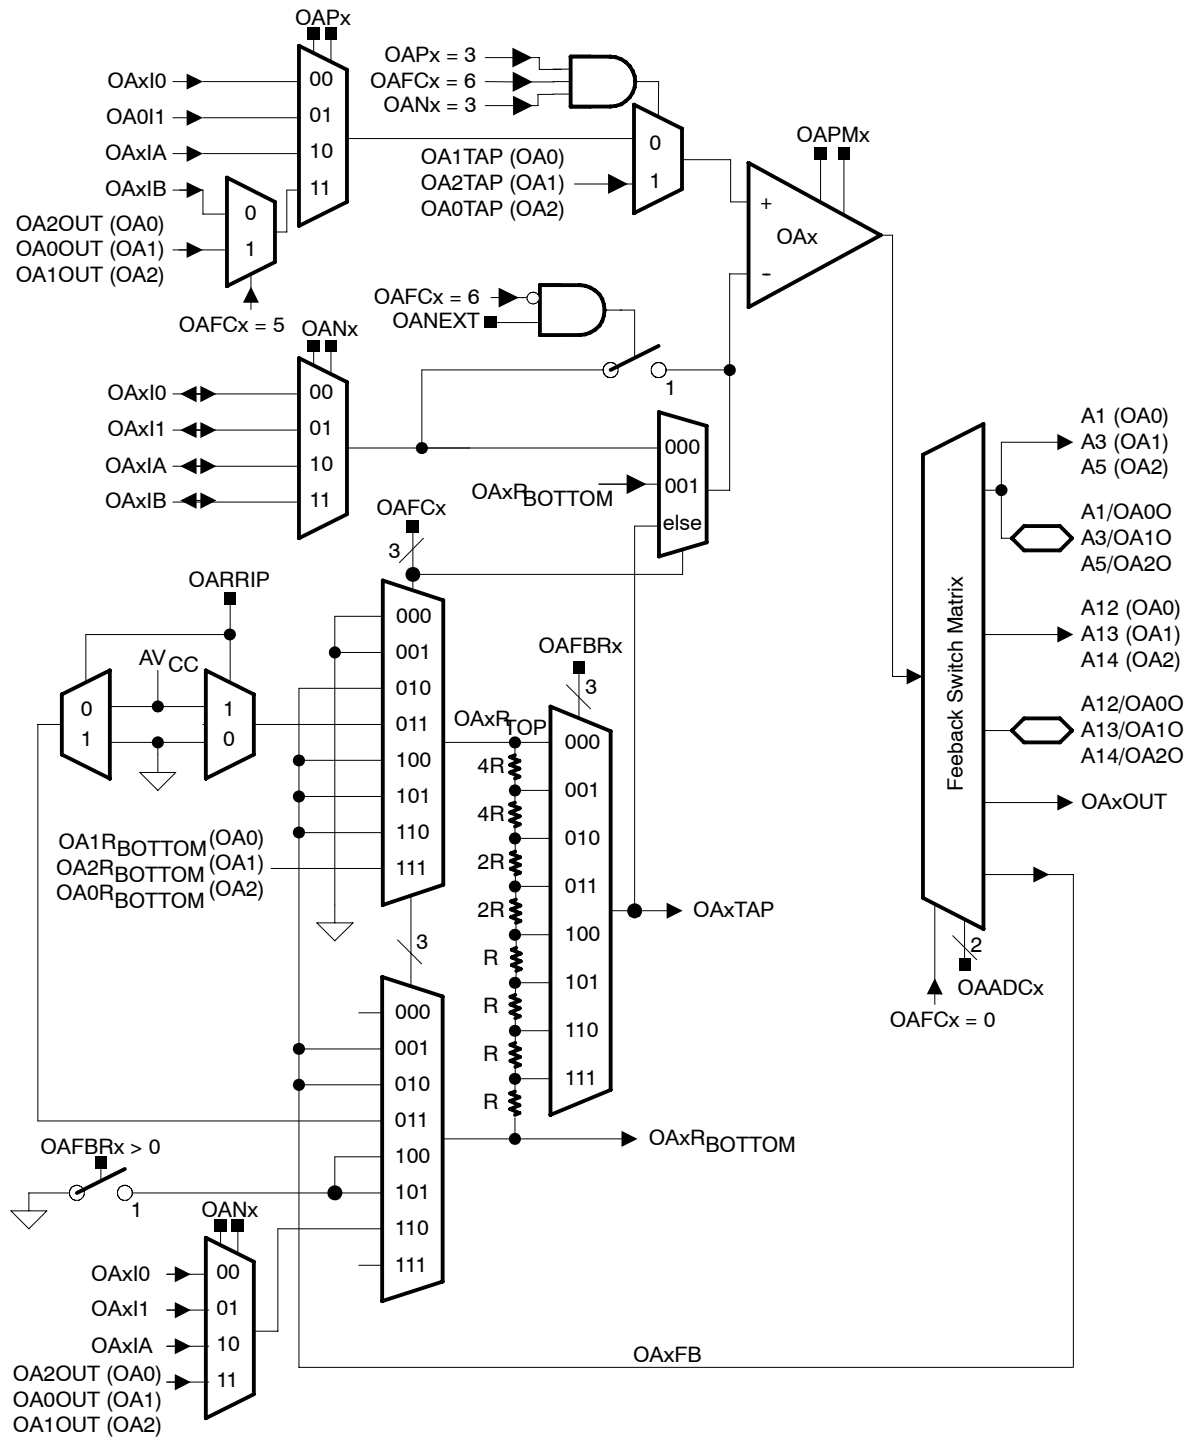 OAPx
OAxI0
OA0I1
OAxIA
OAxIB
00
01
10
11
OA2OUT (OA0)
OA0OUT (OA1)
OA1OUT (OA2)
0
1
OAFCx = 5
OAPx = 3
OAFCx = 6
OANx = 3
OA1TAP (OA0)
OA2TAP (OA1)
OA0TAP (OA2)
0
1
OAPMx
+
OAx
−
OAFCx = 6
OANEXT
1
OANx
OAxI0
OAxI1
OAxIA
OAxIB
00
01
10
11
000
001
else
OAxRBOTTOM
OAFCx
3
OARRIP
AVCC
0
1
1
0
000
001
010
011
100
101
110
111
OA1RBOTTOM (OA0)
OA2RBOTTOM (OA1)
OA0RBOTTOM (OA2)
3
OAxRTOP
4R
4R
2R
2R
R
R
R
R
OAFBRx
3
000
001
010
011
100
101
110
111
OAxTAP
OAxRBOTTOM
000
001
010
011
100
101
110
111
OAFBRx > 0
1
OANx
OAxI0
OAxI1
OAxIA
OA2OUT (OA0)
OA0OUT (OA1)
OA1OUT (OA2)
00
01
10
11
OAxFB
Feeback Switch Matrix
2
OAADCx
OAFCx = 0
A1 (OA0)
A3 (OA1)
A5 (OA2)
A1/OA0O
A3/OA1O
A5/OA2O
A12 (OA0)
A13 (OA1)
A14 (OA2)
A12/OA0O
A13/OA1O
A14/OA2O
OAxOUT